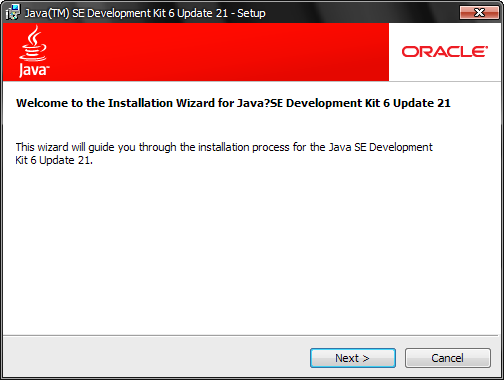 Java(TM) SE Development Kit 6 Update 21 - Setup
Java™
ORACLE®
Welcome to the Installation Wizard for Java?SE Development Kit 6 Update 21
This wizard will guide you through the installation process for the Java SE Development
Kit 6 Update 21.
Next >
Cancel